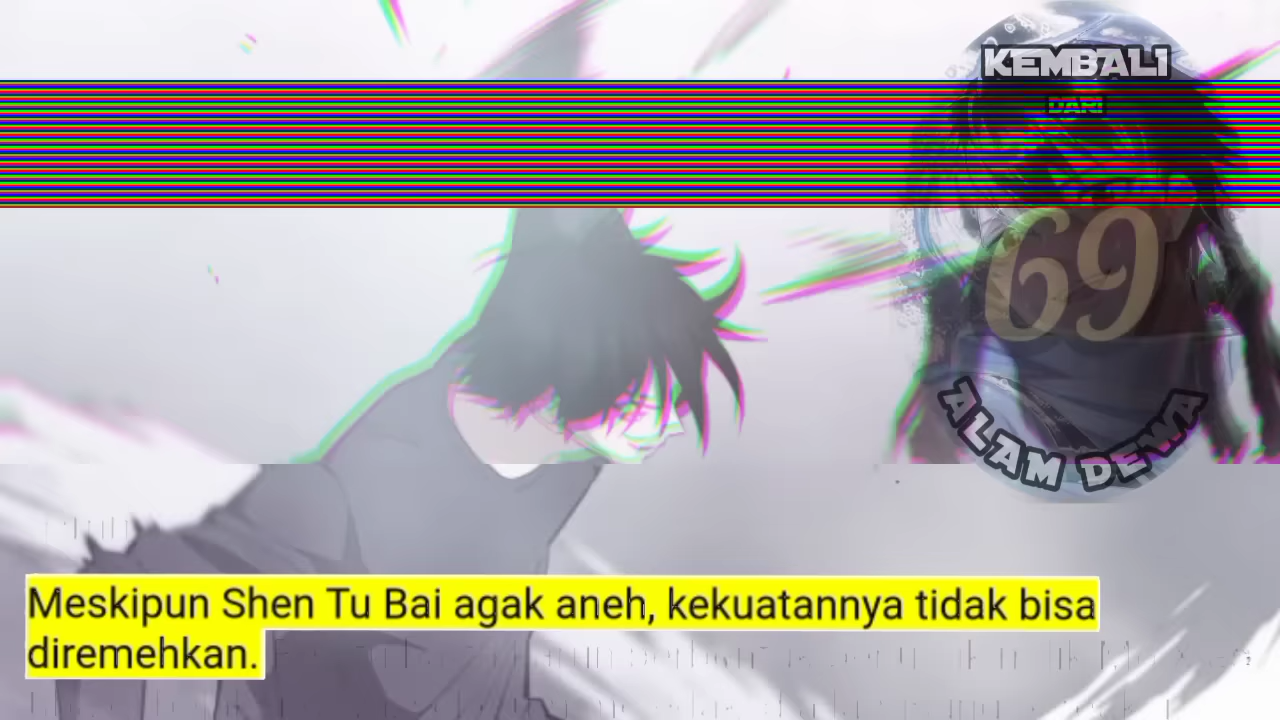 KEMBALI
DARI
69
ALAM DEWA
Meskipun Shen Tu Bai agak aneh, kekuatannya tidak bisa
diremehkan.